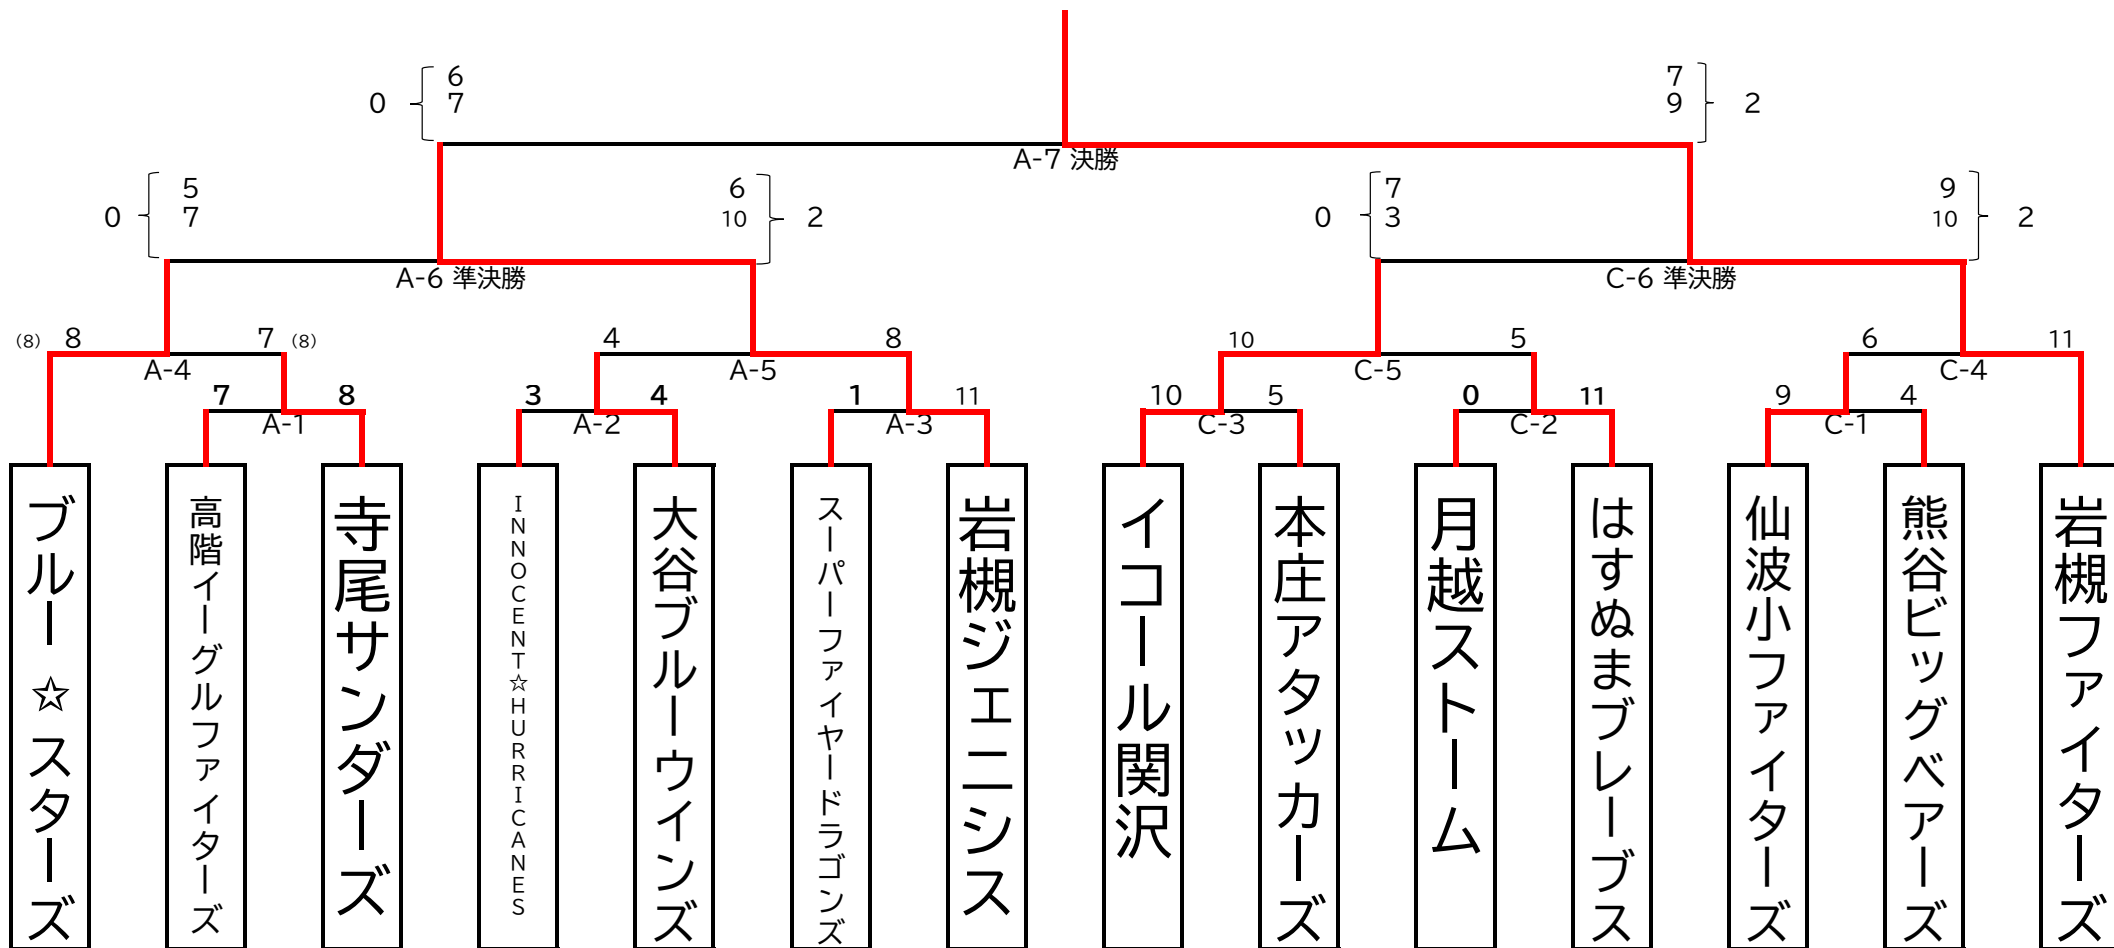 6
7
0
7
9
2
A-7 決勝
5
7
0
6
10
2
7
3
0
9
10
2
A-6 準決勝
C-6 準決勝
(8) 8
7 (8)
4
8
10
5
6
11
A-4
A-5
C-5
C-4
7
8
3
4
1
11
10
5
0
11
9
4
A-1
A-2
A-3
C-3
C-2
C-1
ブルー☆スターズ
高階イーグルファイターズ
寺尾サンダーズ
INNOCENT☆HURRICANES
大谷ブルーウインズ
スーパーファイヤードラゴンズ
岩槻ジェニシス
イコール関沢
本庄アタッカーズ
月越ストーム
はすぬまブレーブス
仙波小ファイターズ
熊谷ビッグベアーズ
岩槻ファイターズ